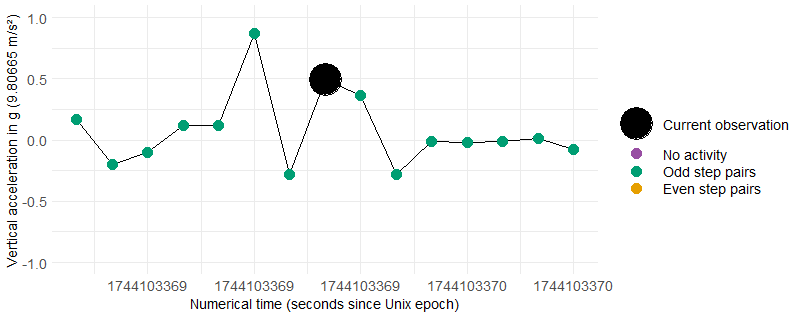 Vertical acceleration in g (9.80665 m/s²)
1.0
0.5
0.0
-0.5
-1.0
1744103369 1744103369 1744103369 1744103370 1744103370
Numerical time (seconds since Unix epoch)
Current observation
No activity
Odd step pairs
Even step pairs